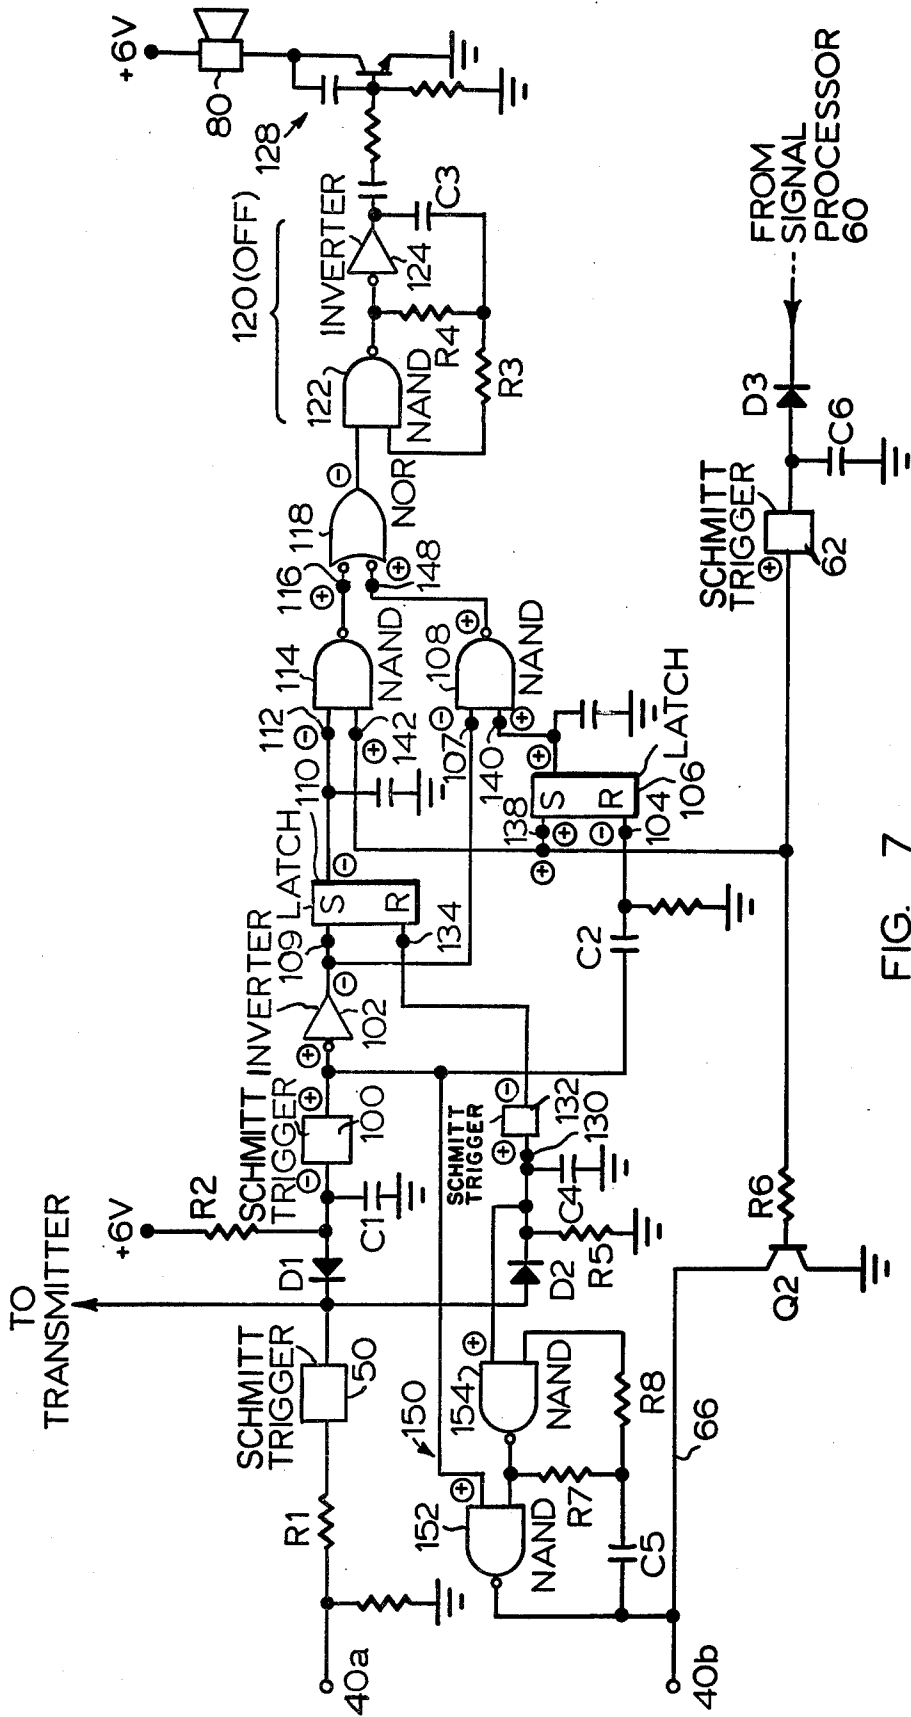 TO
TRANSMITTER
+6V
R2
SCHMITT
TRIGGER
50
R1
40a
D1
C1
SCHMITT
TRIGGER
100
⊖
⊕
⊕
INVERTER
102
⊖
109
LATCH
S
R
134
⊖
110
112
⊖
142
⊕
114
NAND
116
⊕
118
NOR
⊖
148
⊕
120(OFF)
122
NAND
INVERTER
124
R4
R3
C3
128
80
+6V
107
⊖
108
NAND
⊕
140
⊕
⊕
138
⊕
⊕
S
R
LATCH
106
104
⊖
C2
SCHMITT
TRIGGER
132
130
⊕
⊖
C4
R5
D2
150
152
NAND
⊕
154
NAND
⊕
R7
R8
C5
66
40b
Q2
R6
SCHMITT
TRIGGER
62
⊕
C6
D3
FROM
SIGNAL
PROCESSOR
60
FIG. 7